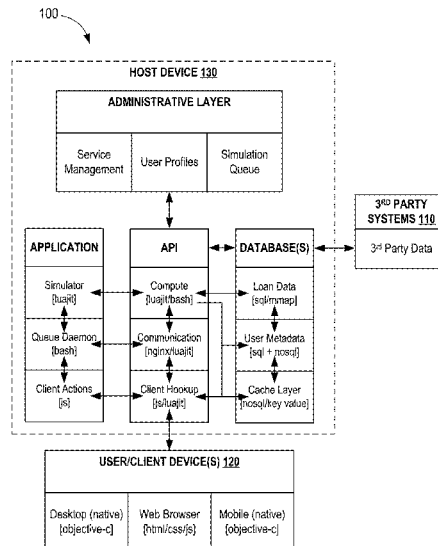 100
HOST DEVICE 130
ADMINISTRATIVE LAYER
Service
Management
User Profiles
Simulation
Queue
3RD PARTY
SYSTEMS 110
3rd Party Data
APPLICATION
Simulator
[luajit]
Queue Daemon
[bash]
Client Actions
[js]
API
Compute
[luajit/bash]
Communication
[nginx/luajit]
Client Hookup
[js/luajit]
DATABASE(S)
Loan Data
[sql/mmap]
User Metadata
[sql + nosql]
Cache Layer
[nosql/key value]
USER/CLIENT DEVICE(S) 120
Desktop (native)
[objective-c]
Web Browser
[html/css/js]
Mobile (native)
[objective-c]